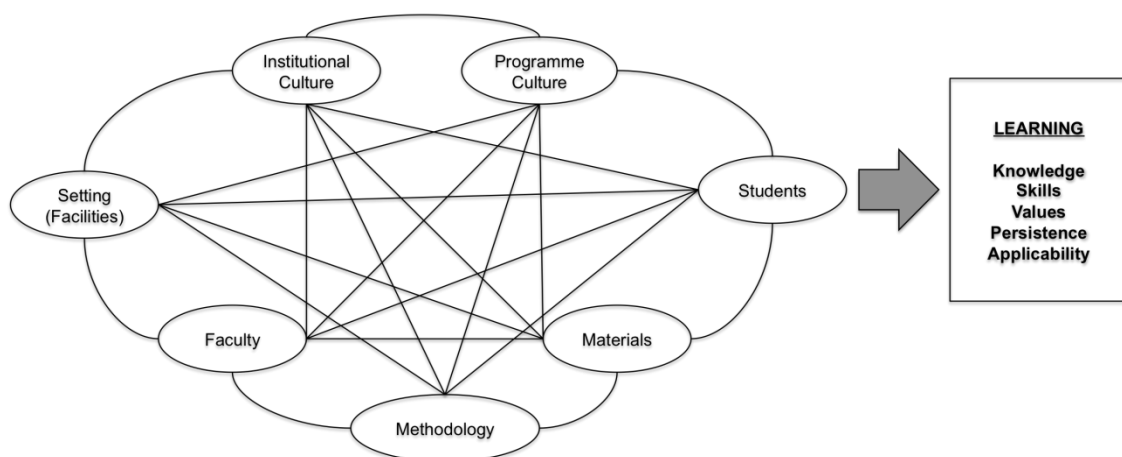 Institutional
Culture
Programme
Culture
Setting
(Facilities)
Students
Faculty
Materials
Methodology
LEARNING
Knowledge
Skills
Values
Persistence
Applicability